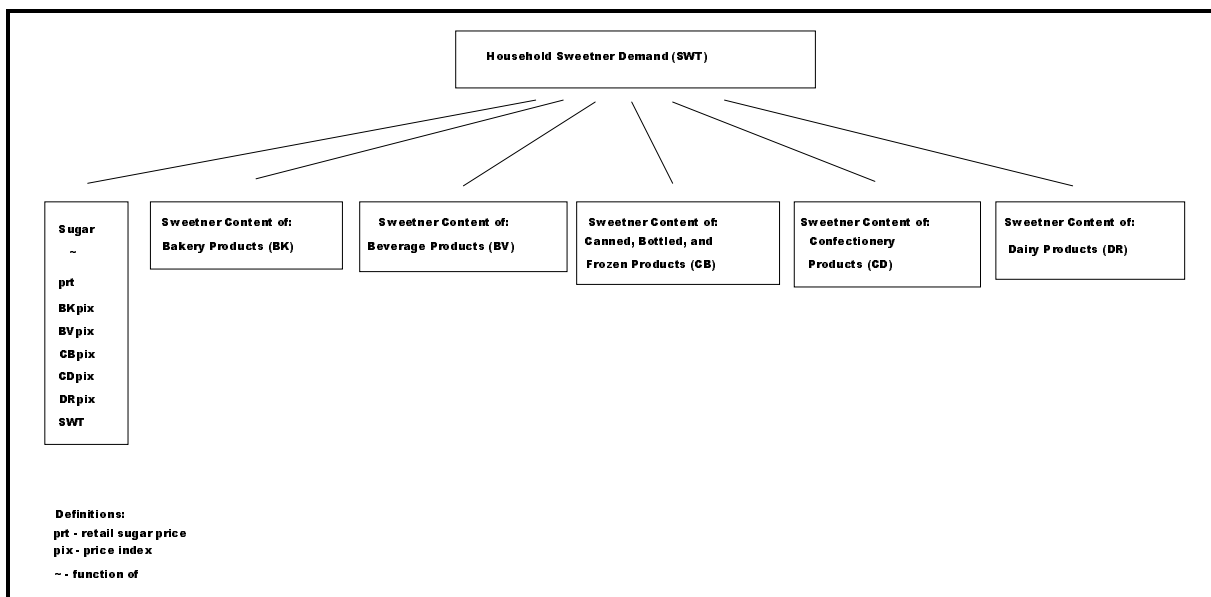 Household Sweetner Demand (SWT)
Sugar
~
prt
BKpix
BVpix
CBpix
CDpix
DRpix
SWT
Sweetner Content of:
Bakery Products (BK)
Sweetner Content of:
Beverage Products (BV)
Sweetner Content of:
Canned, Bottled, and
Frozen Products (CB)
Sweetner Content of:
Confectionery
Products (CD)
Sweetner Content of:
Dairy Products (DR)
Definitions:
prt - retail sugar price
pix - price index
~ - function of